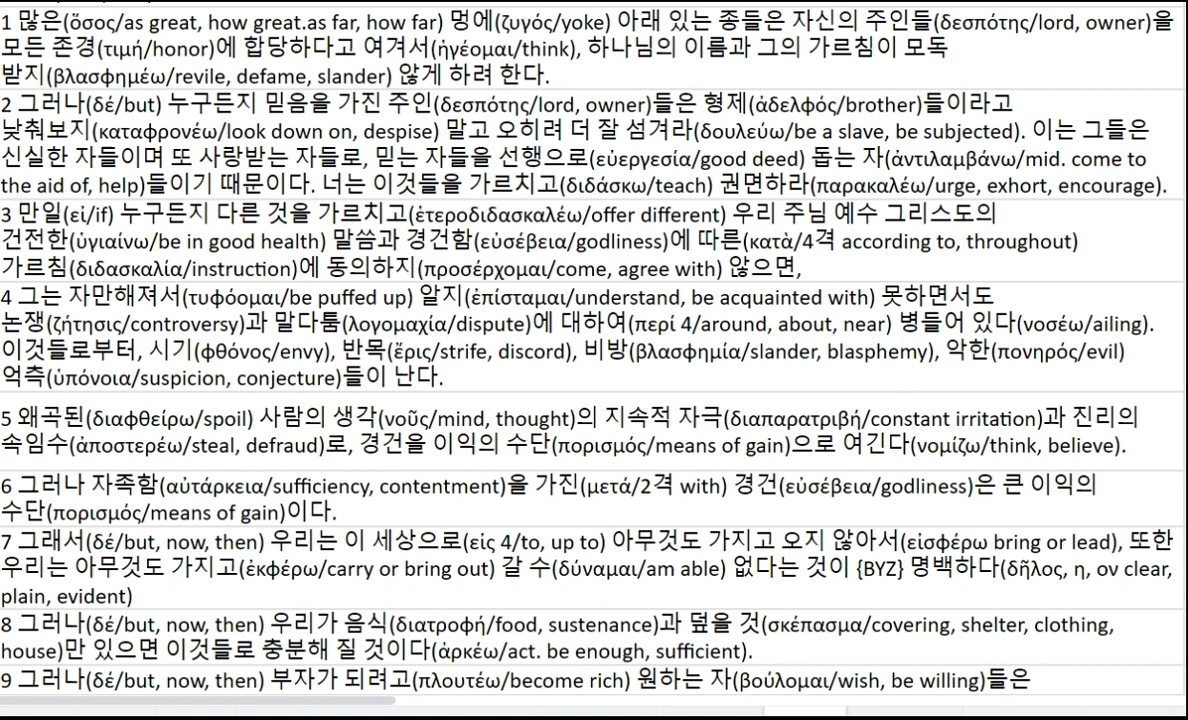 1 많은(ὅσος/as great, how great.as far, how far) 멍에(ζυγός/yoke) 아래 있는 종들은 자신의 주인들(δεσπότης/lord, owner)을
모든 존경(τιμή/honor)에 합당하다고 여겨서(ἡγέομαι/think), 하나님의 이름과 그의 가르침이 모독
받지(βλασφημέω/revile, defame, slander) 않게 하려 한다.
2 그러나(δέ/but) 누구든지 믿음을 가진 주인(δεσπότης/lord, owner)들은 형제(ἀδελφός/brother)들이라고
낮춰보지(καταφρονέω/look down on, despise) 말고 오히려 더 잘 섬겨라(δουλεύω/be a slave, be subjected). 이는 그들은
신실한 자들이며 또 사랑받는 자들로, 믿는 자들을 선행으로(εὐεργεσία/good deed) 돕는 자(ἀντιλαμβάνω/mid. come to
the aid of, help)들이기 때문이다. 너는 이것들을 가르치고(διδάσκω/teach) 권면하라(παρακαλέω/urge, exhort, encourage).
3 만일(εἰ/if) 누구든지 다른 것을 가르치고(ἑτεροδιδασκαλέω/offer different) 우리 주님 예수 그리스도의
건전한(ὑγιαίνω/be in good health) 말씀과 경건함(εὐσέβεια/godliness)에 따른(κατὰ/4격 according to, throughout)
가르침(διδασκαλία/instruction)에 동의하지(προσέρχομαι/come, agree with) 않으면,
4 그는 자만해져서(τυφόομαι/be puffed up) 알지(ἐπίσταμαι/understand, be acquainted with) 못하면서도
논쟁(ζήτησις/controversy)과 말다툼(λογομαχία/dispute)에 대하여(περί 4/around, about, near) 병들어 있다(νοσέω/ailing).
이것들로부터, 시기(φθόνος/envy), 반목(ἔρις/strife, discord), 비방(βλασφημία/slander, blasphemy), 악한(πονηρός/evil)
억측(ὑπόνοια/suspicion, conjecture)들이 난다.
5 왜곡된(διαφθείρω/spoil) 사람의 생각(νοῦς/mind, thought)의 지속적 자극(διαπαρατριβή/constant irritation)과 진리의
속임수(ἀποστερέω/steal, defraud)로, 경건을 이익의 수단(πορισμός/means of gain)으로 여긴다(νομίζω/think, believe).
6 그러나 자족함(αὐτάρκεια/sufficiency, contentment)을 가진(μετά/2격 with) 경건(εὐσέβεια/godliness)은 큰 이익의
수단(πορισμός/means of gain)이다.
7 그래서(δέ/but, now, then) 우리는 이 세상으로(εἰς 4/to, up to) 아무것도 가지고 오지 않아서(εἰσφέρω bring or lead), 또한
우리는 아무것도 가지고(ἐκφέρω/carry or bring out) 갈 수(δύναμαι/am able) 없다는 것이 {BYZ} 명백하다(δῆλος, η, ον clear,
plain, evident)
8 그러나(δέ/but, now, then) 우리가 음식(διατροφή/food, sustenance)과 덮을 것(σκέπασμα/covering, shelter, clothing,
house)만 있으면 이것들로 충분해 질 것이다(ἀρκέω/act. be enough, sufficient).
9 그러나(δέ/but, now, then) 부자가 되려고(πλουτέω/become rich) 원하는 자(βούλομαι/wish, be willing)들은